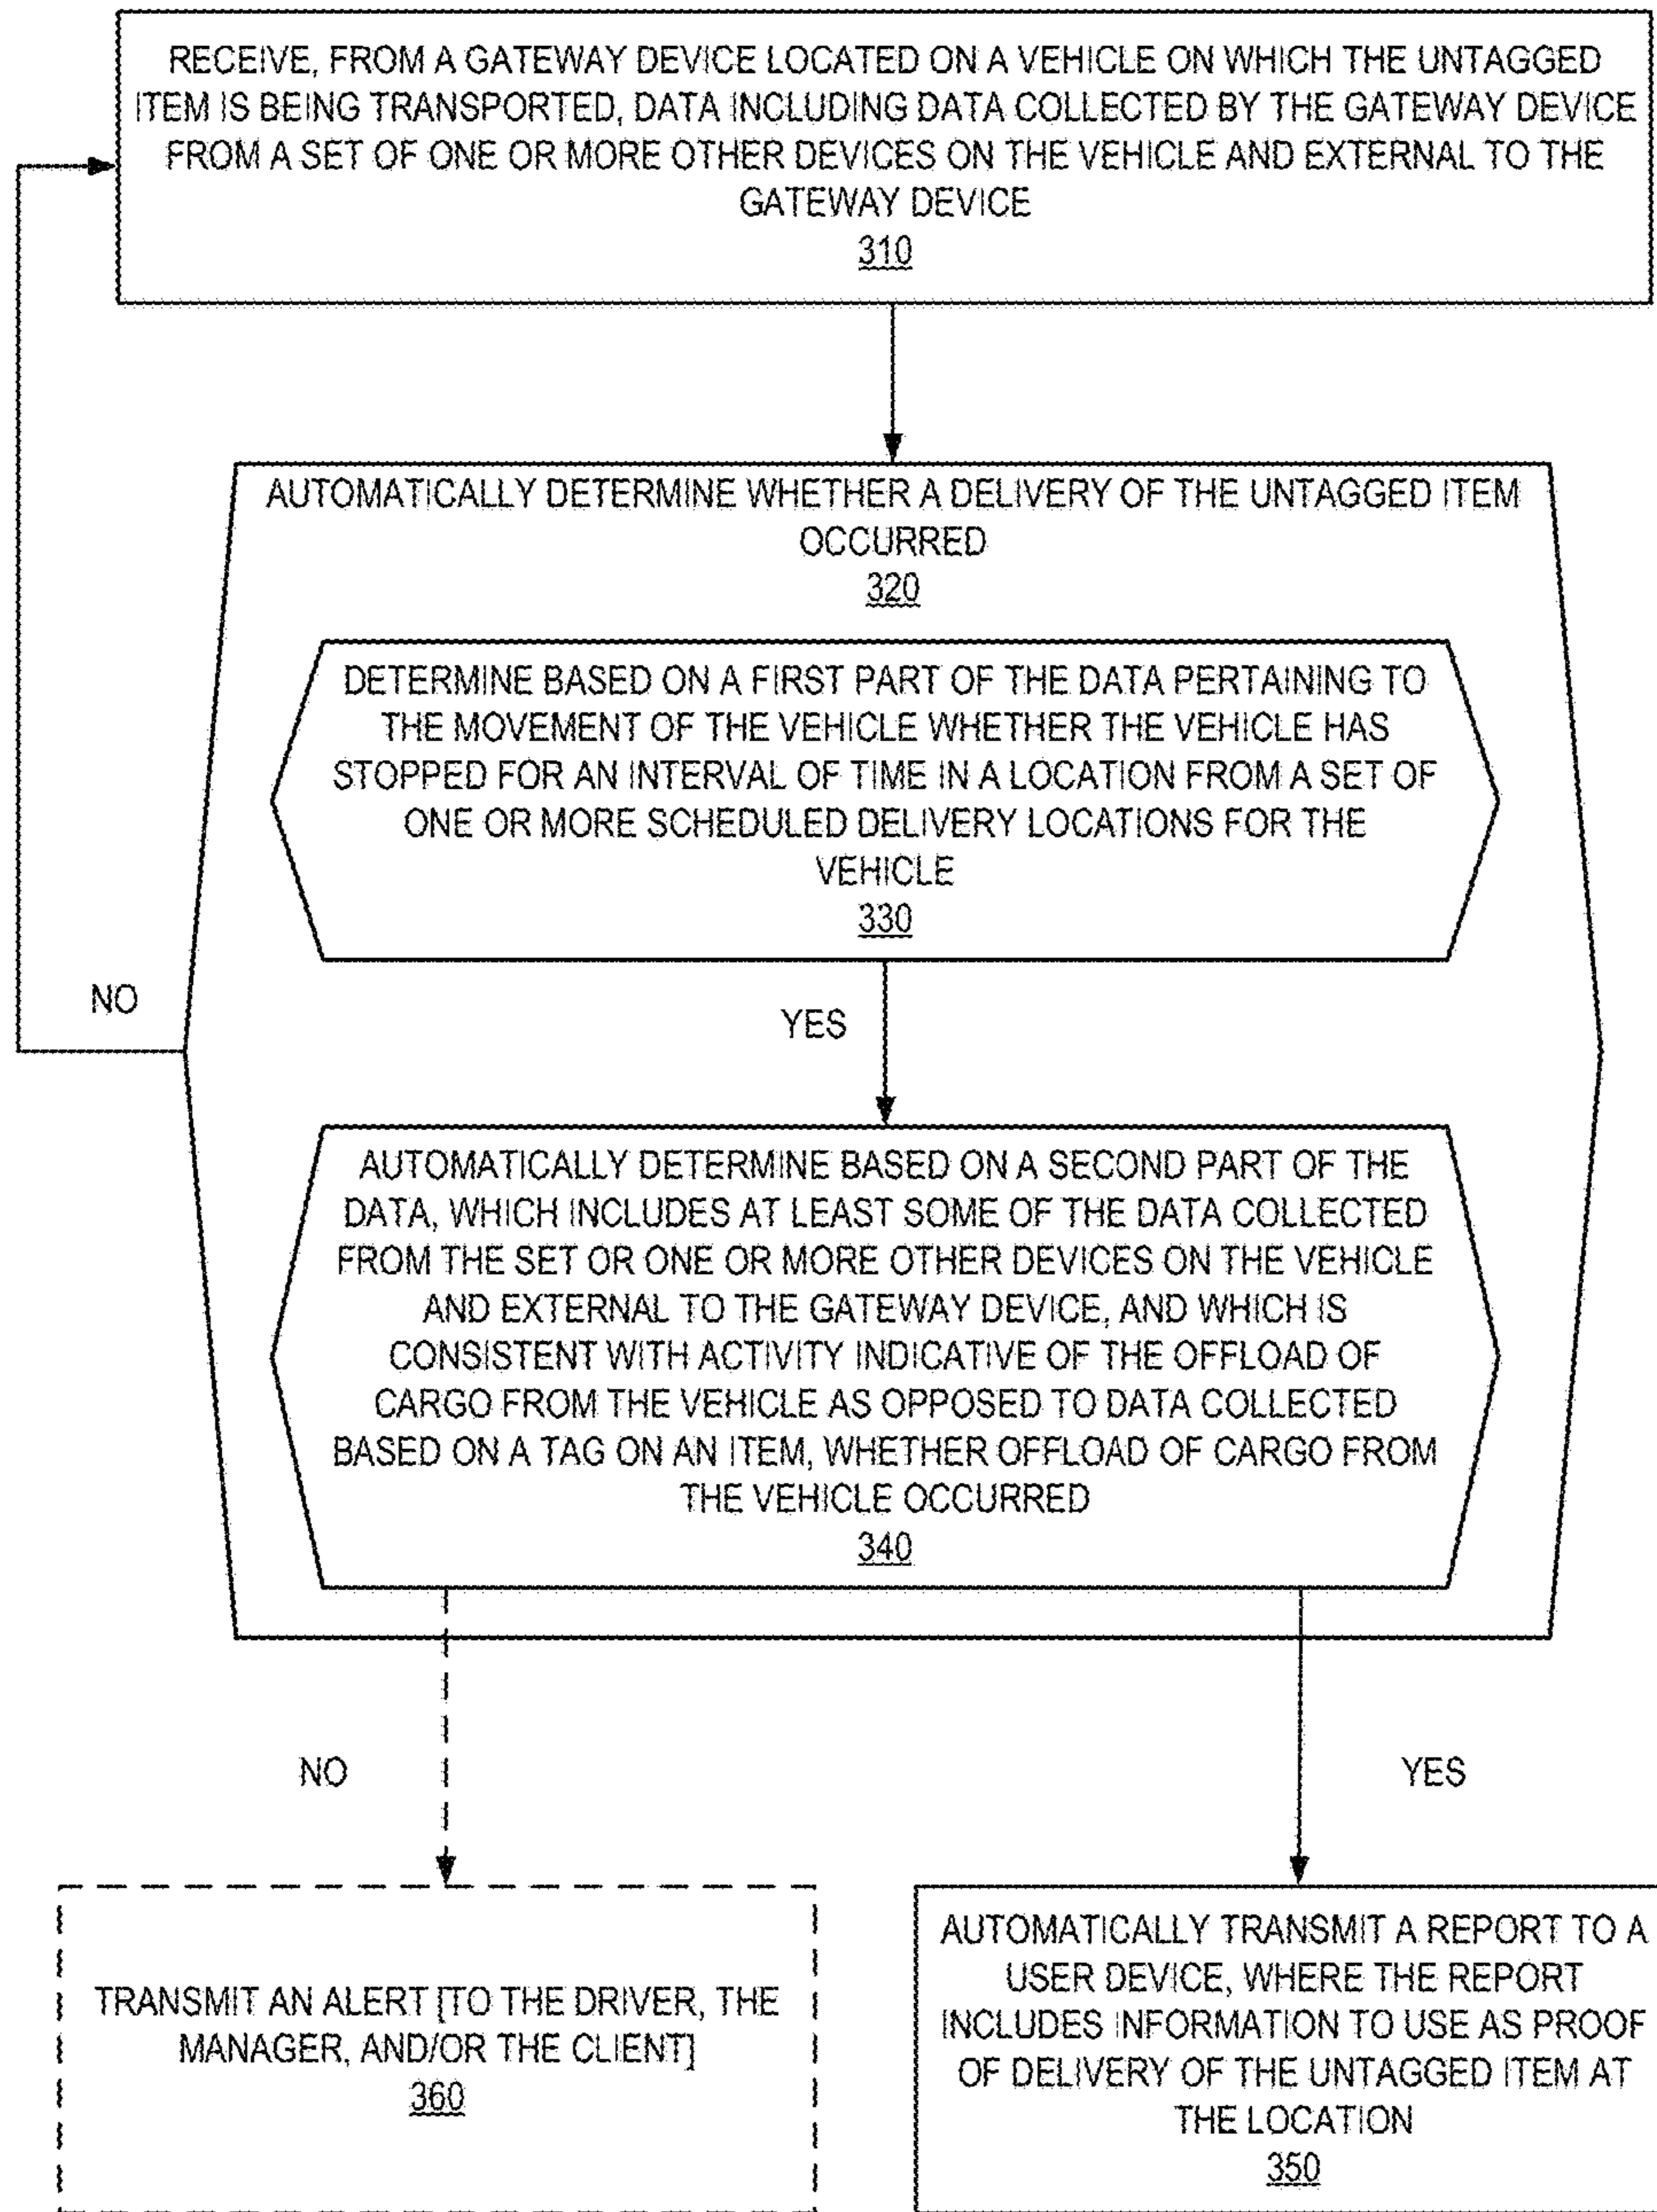 RECEIVE, FROM A GATEWAY DEVICE LOCATED ON A VEHICLE ON WHICH THE UNTAGGED
ITEM IS BEING TRANSPORTED, DATA INCLUDING DATA COLLECTED BY THE GATEWAY DEVICE
FROM A SET OF ONE OR MORE OTHER DEVICES ON THE VEHICLE AND EXTERNAL TO THE
GATEWAY DEVICE
310
AUTOMATICALLY DETERMINE WHETHER A DELIVERY OF THE UNTAGGED ITEM
OCCURRED
320
DETERMINE BASED ON A FIRST PART OF THE DATA PERTAINING TO
THE MOVEMENT OF THE VEHICLE WHETHER THE VEHICLE HAS
STOPPED FOR AN INTERVAL OF TIME IN A LOCATION FROM A SET OF
ONE OR MORE SCHEDULED DELIVERY LOCATIONS FOR THE
VEHICLE
330
NO
YES
AUTOMATICALLY DETERMINE BASED ON A SECOND PART OF THE
DATA, WHICH INCLUDES AT LEAST SOME OF THE DATA COLLECTED
FROM THE SET OR ONE OR MORE OTHER DEVICES ON THE VEHICLE
AND EXTERNAL TO THE GATEWAY DEVICE, AND WHICH IS
CONSISTENT WITH ACTIVITY INDICATIVE OF THE OFFLOAD OF
CARGO FROM THE VEHICLE AS OPPOSED TO DATA COLLECTED
BASED ON A TAG ON AN ITEM, WHETHER OFFLOAD OF CARGO FROM
THE VEHICLE OCCURRED
340
NO
YES
TRANSMIT AN ALERT [TO THE DRIVER, THE
MANAGER, AND/OR THE CLIENT]
360
AUTOMATICALLY TRANSMIT A REPORT TO A
USER DEVICE, WHERE THE REPORT
INCLUDES INFORMATION TO USE AS PROOF
OF DELIVERY OF THE UNTAGGED ITEM AT
THE LOCATION
350